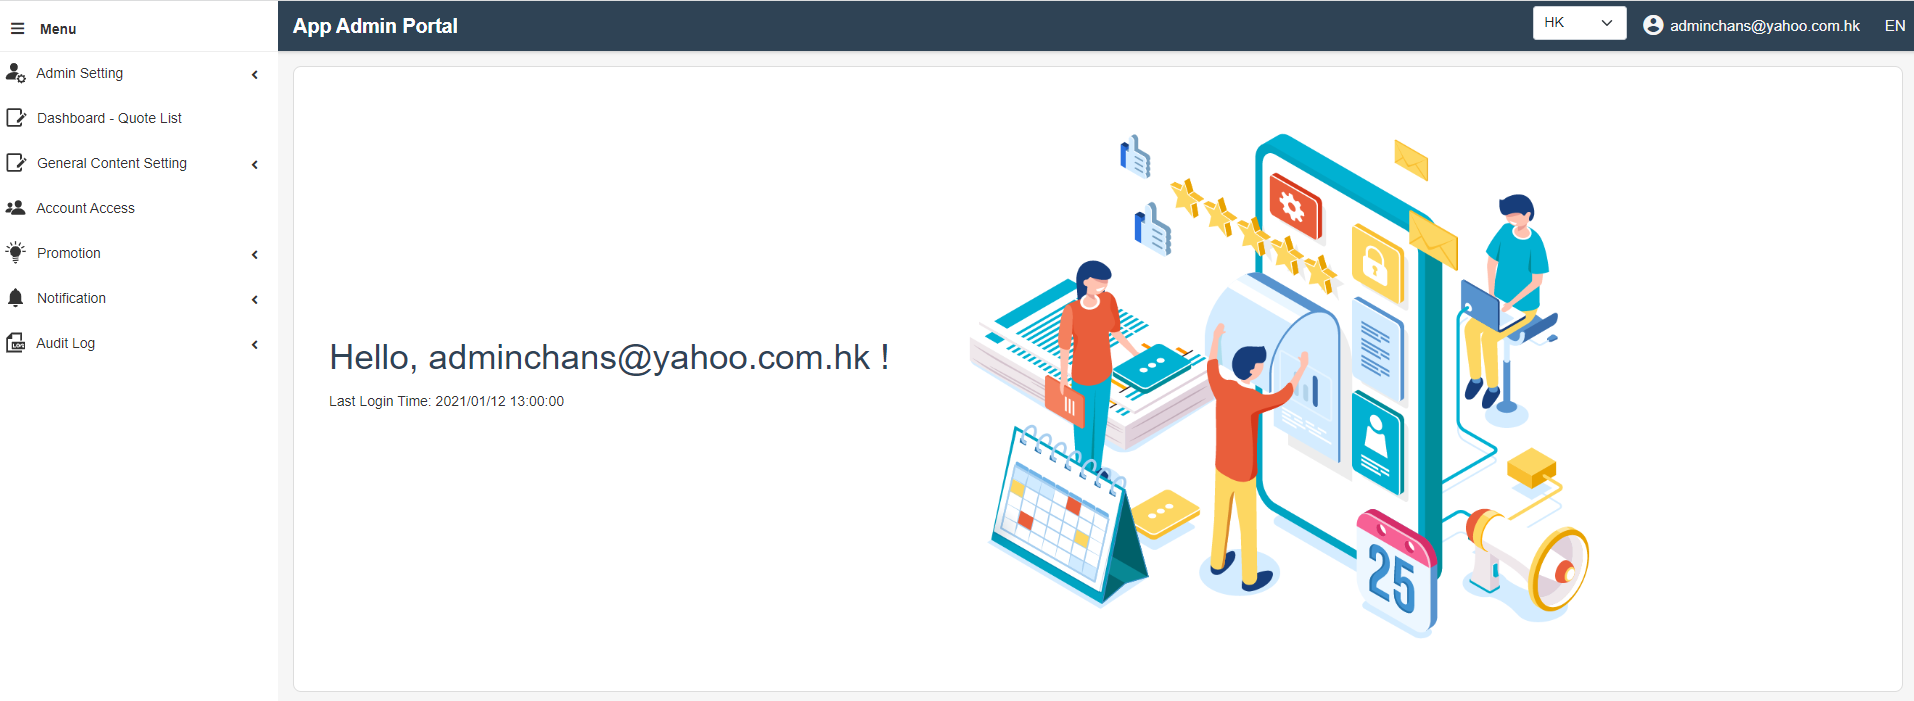 Menu
App Admin Portal
HK
adminchans@yahoo.com.hk
EN
Admin Setting
Dashboard - Quote List
General Content Setting
Account Access
Promotion
Notification
LOG
Audit Log
Hello, adminchans@yahoo.com.hk !
Last Login Time: 2021/01/12 13:00:00
25